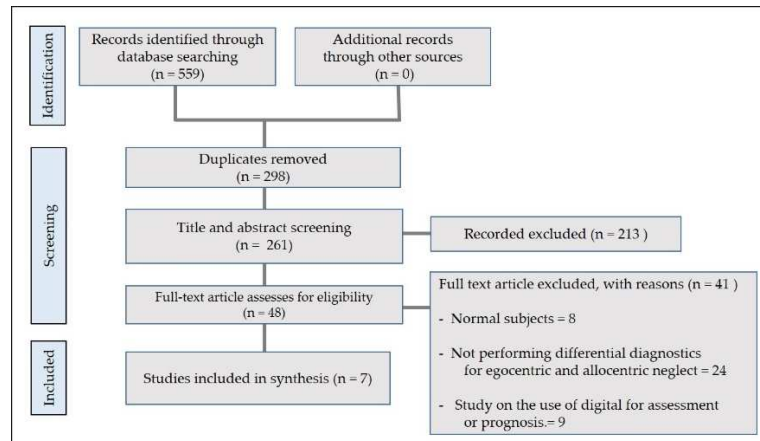 Identification
Records identified through
database searching
(n = 559)
Additional records
through other sources
(n = 0)
Screening
Duplicates removed
(n = 298)
Title and abstract screening
(n = 261)
Recorded excluded (n = 213 )
Full-text article assesses for eligibility
(n = 48)
Full text article excluded, with reasons (n = 41 )
- Normal subjects = 8
- Not performing differential diagnostics
for egocentric and allocentric neglect = 24
- Study on the use of digital for assessment
or prognosis.= 9
Included
Studies included in synthesis (n = 7)